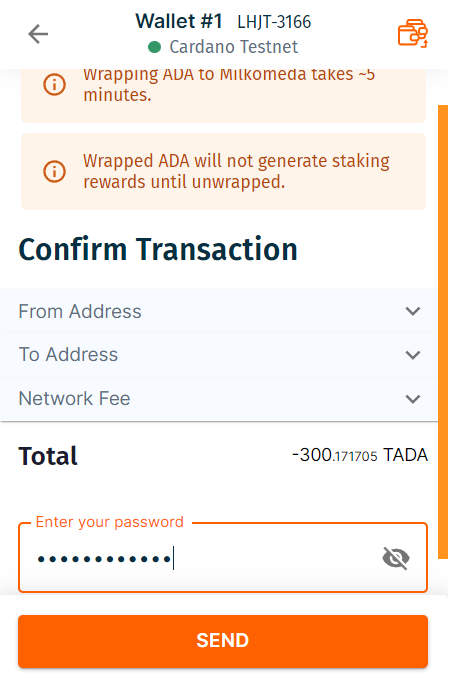 Wallet #1 LHJT-3166
Cardano Testnet
Wrapping ADA to Milkomeda takes ~5
minutes.
Wrapped ADA will not generate staking
rewards until unwrapped.
Confirm Transaction
From Address
To Address
Network Fee
Total -300.171705 TADA
Enter your password
••••••••••••
SEND